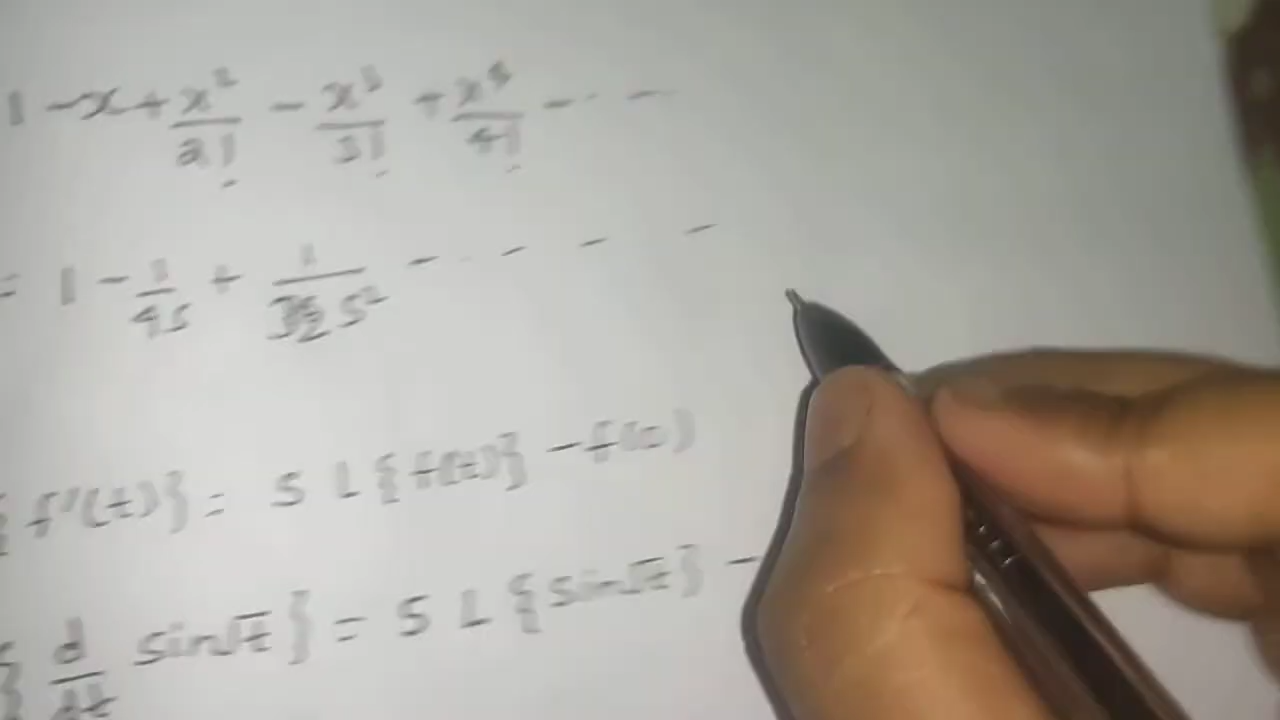 1 - x + x²/2! - x³/3! + x⁴/4! - - -
= 1 - 1/4s + 1/32s² - - - - -
{f'(t)} = S L{f(t)} - f(0)
{d/dt sin√t} = S L{sin√t} -